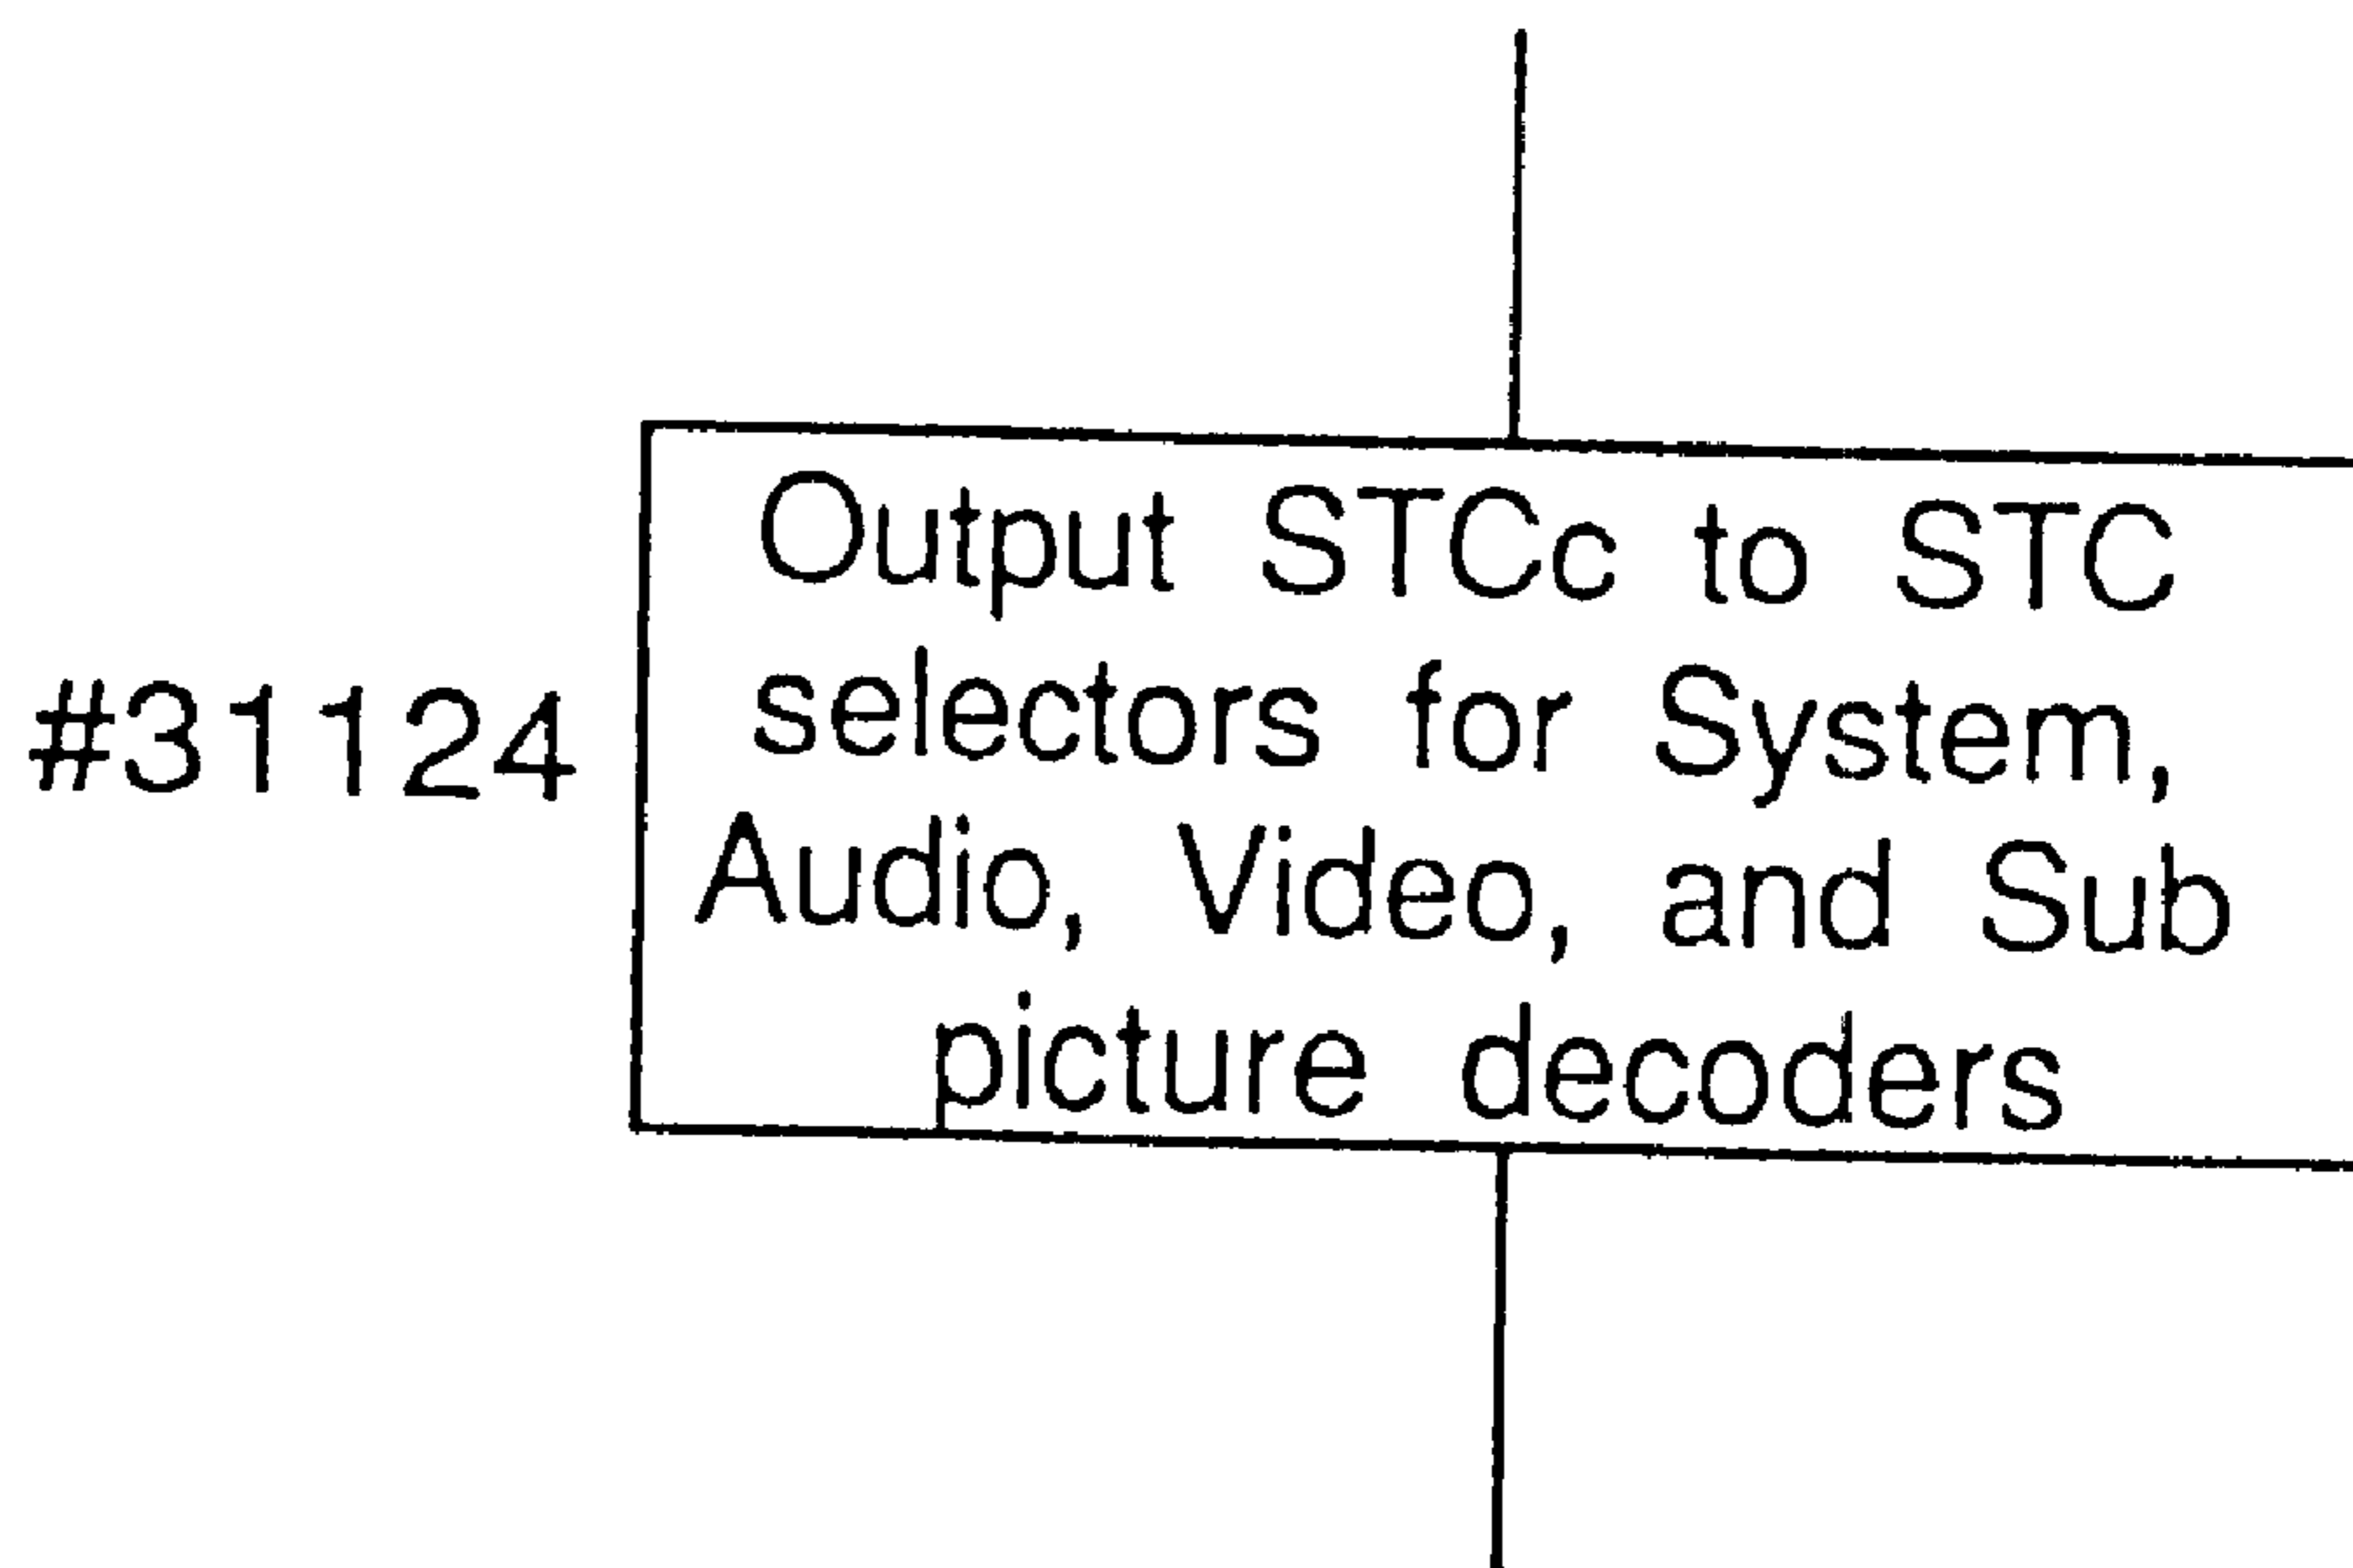 Output STCc to STC
selectors for System,
#31124
Audio, Video, and Sub
picture decoders